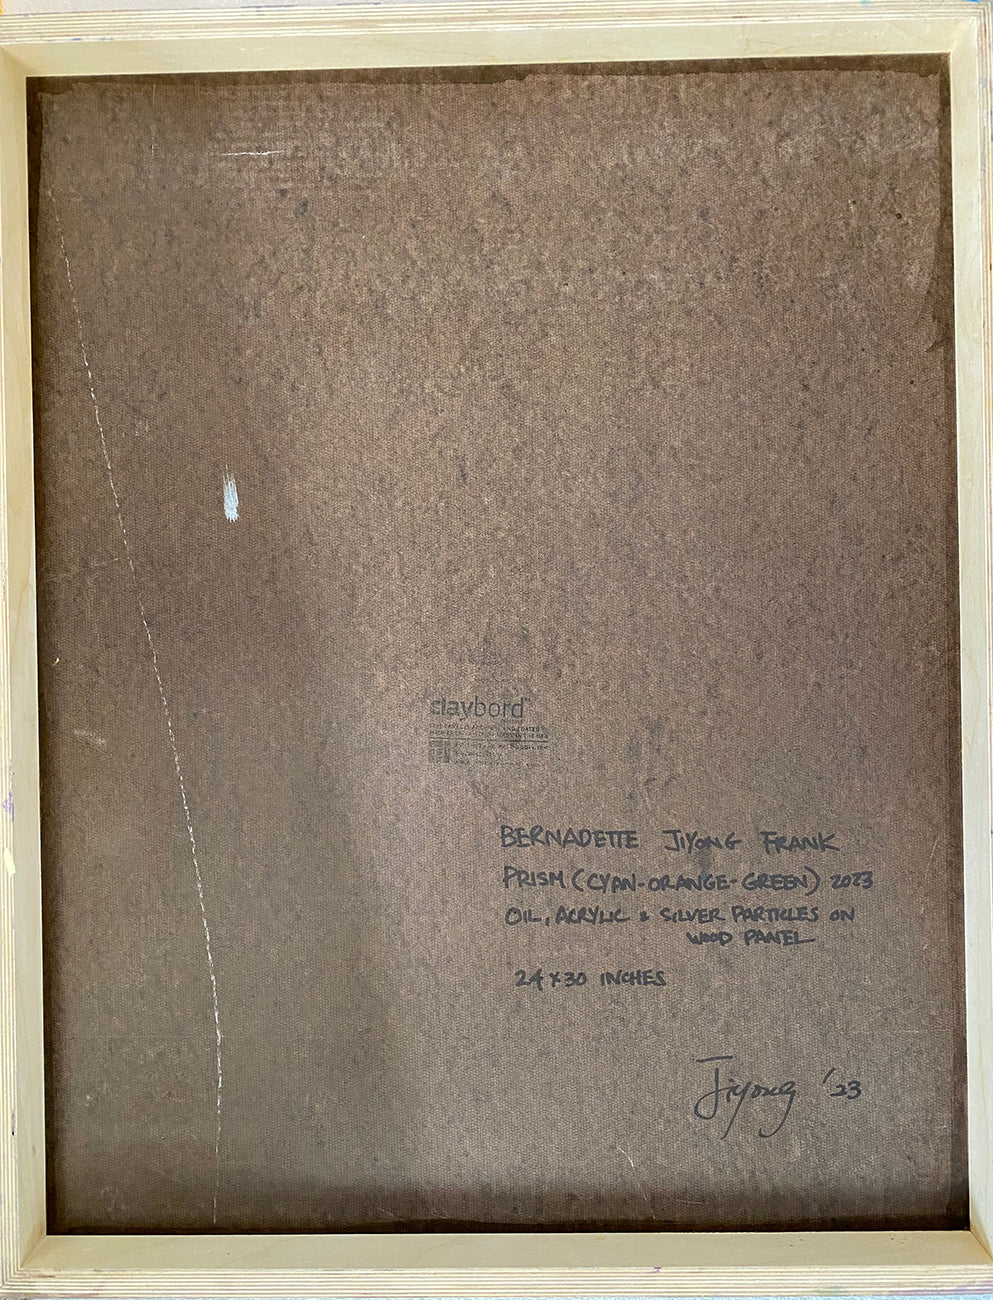 claybord™
BERNADETTE JIYONG FRANK
PRISM (CYAN-ORANGE-GREEN) 2023
OIL, ACRYLIC & SILVER PARTICLES ON
WOOD PANEL
24 x 30 INCHES
Jiyong '23